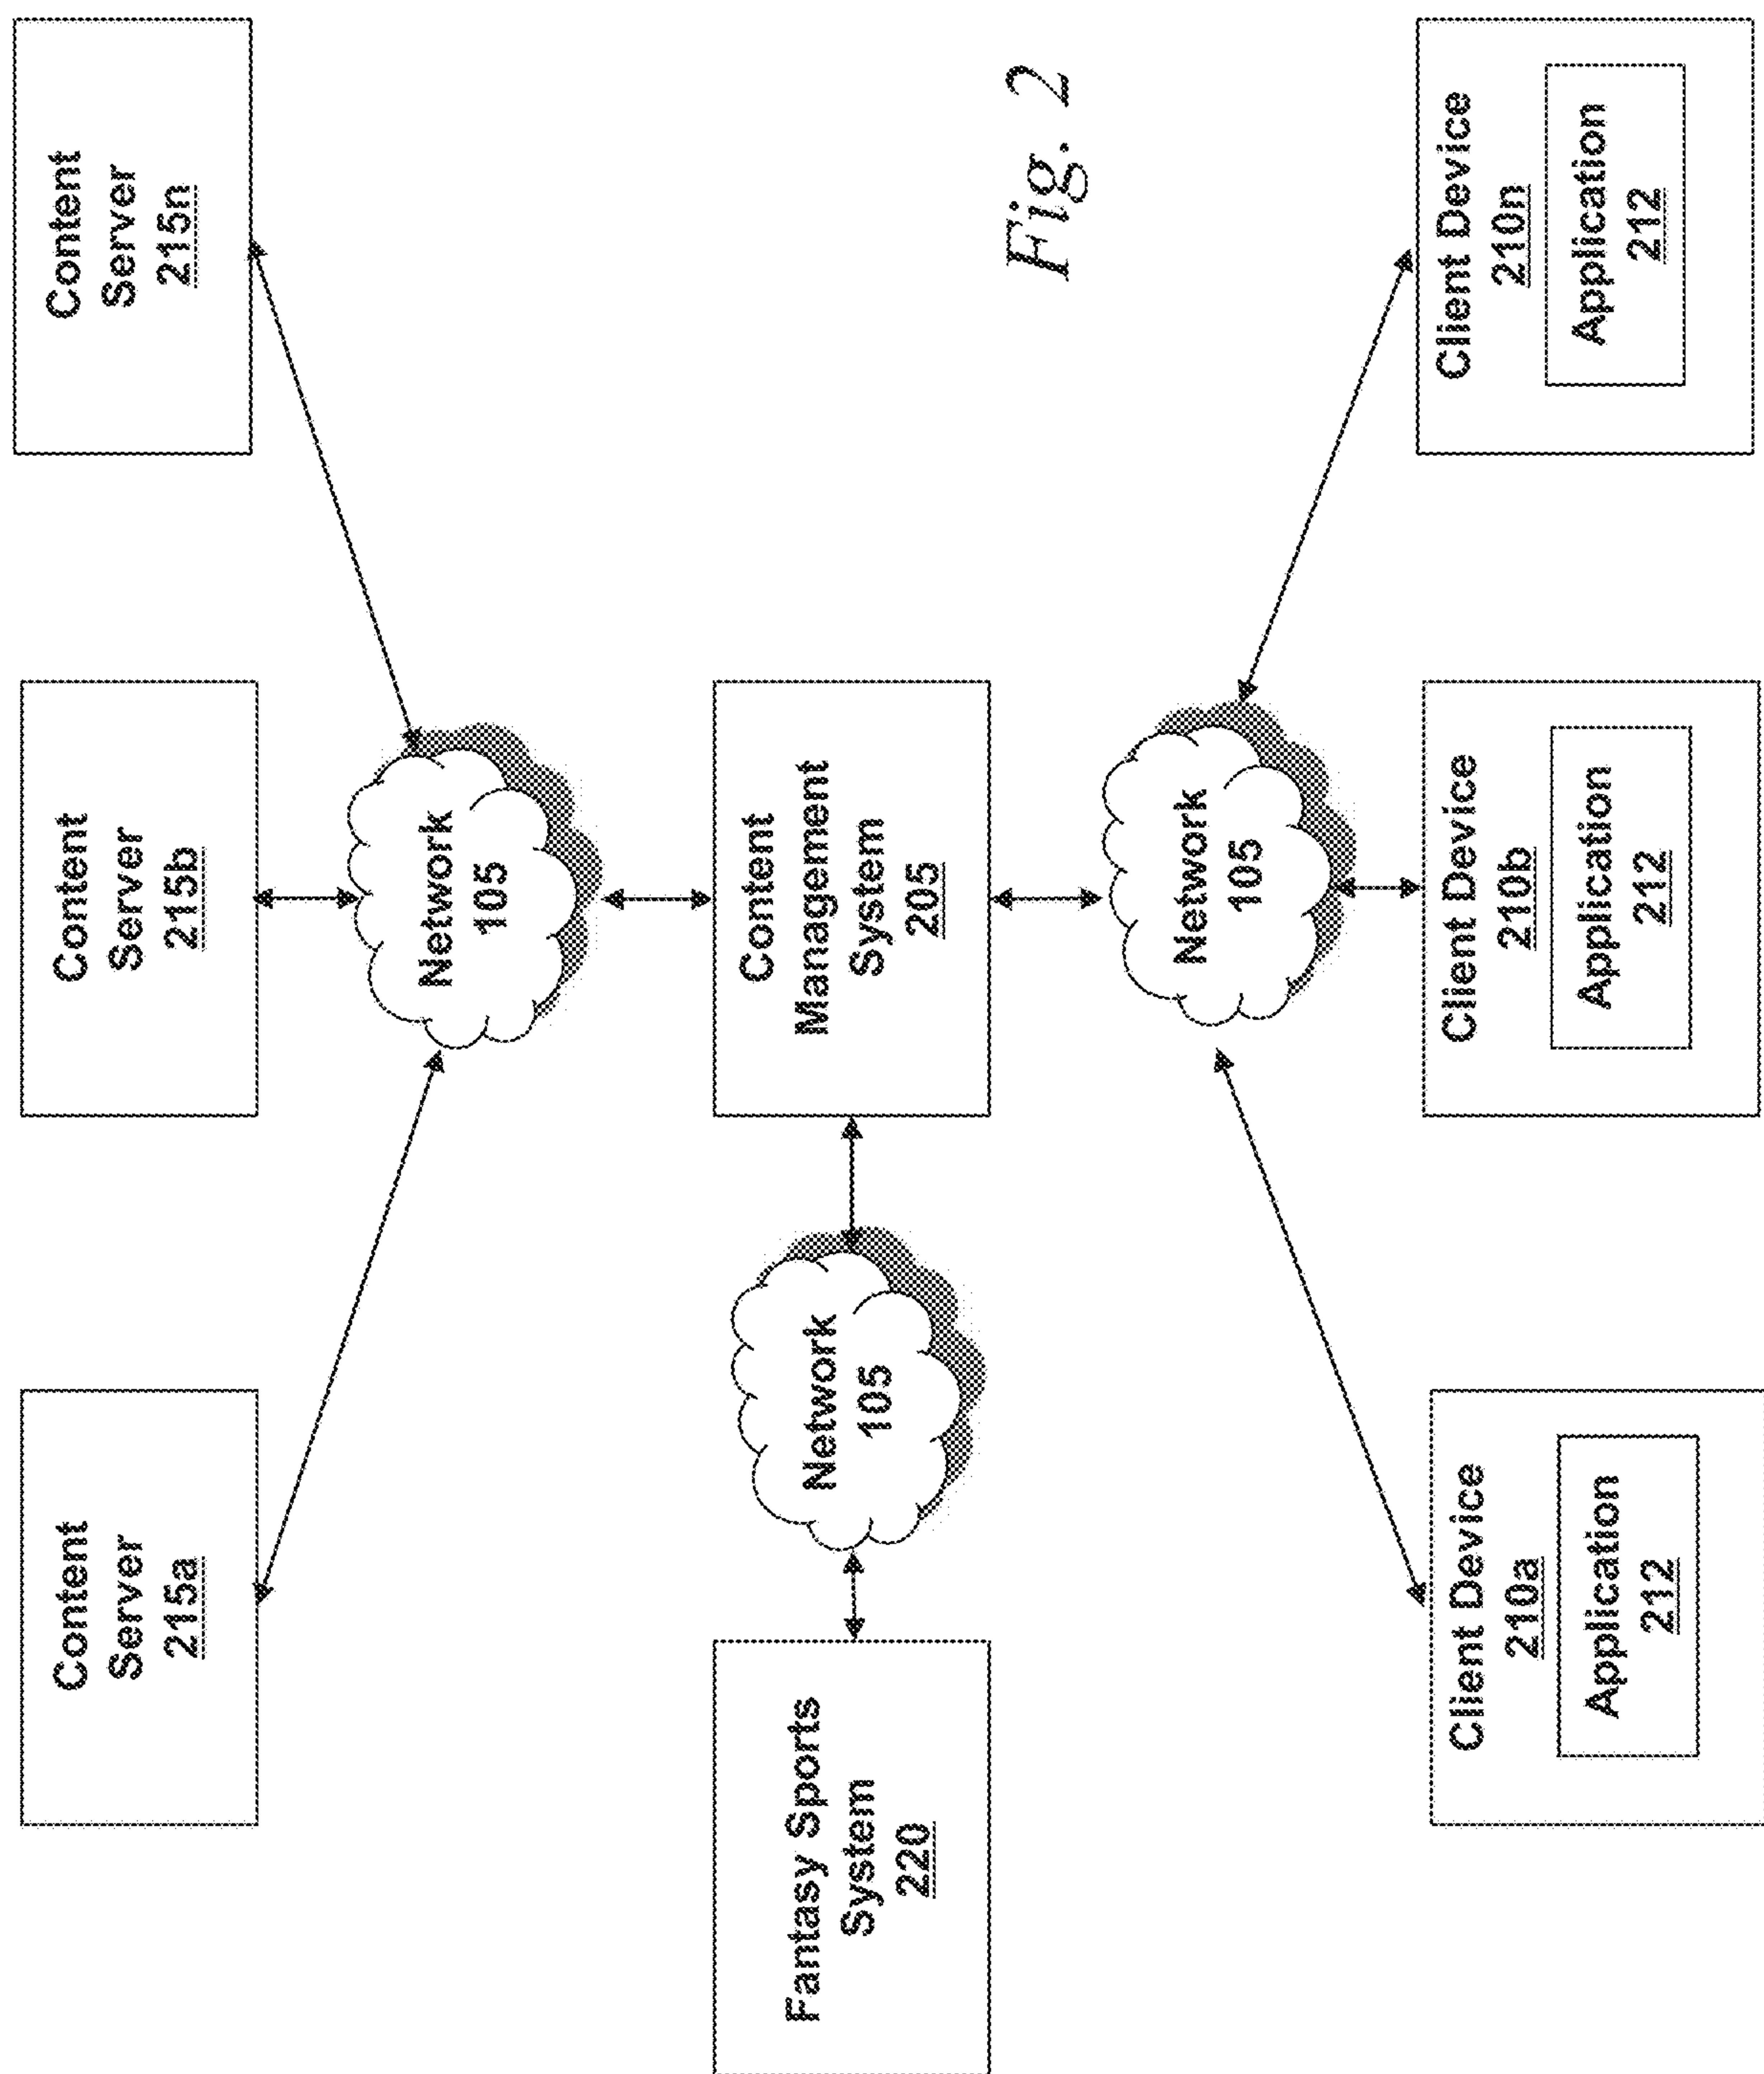 Content
Server
215a
Content
Server
215b
Content
Server
215n
Network
105
Fantasy Sports
System
220
Network
105
Content
Management
System
205
Fig. 2
Network
105
Client Device
210a
Application
212
Client Device
210b
Application
212
Client Device
210n
Application
212